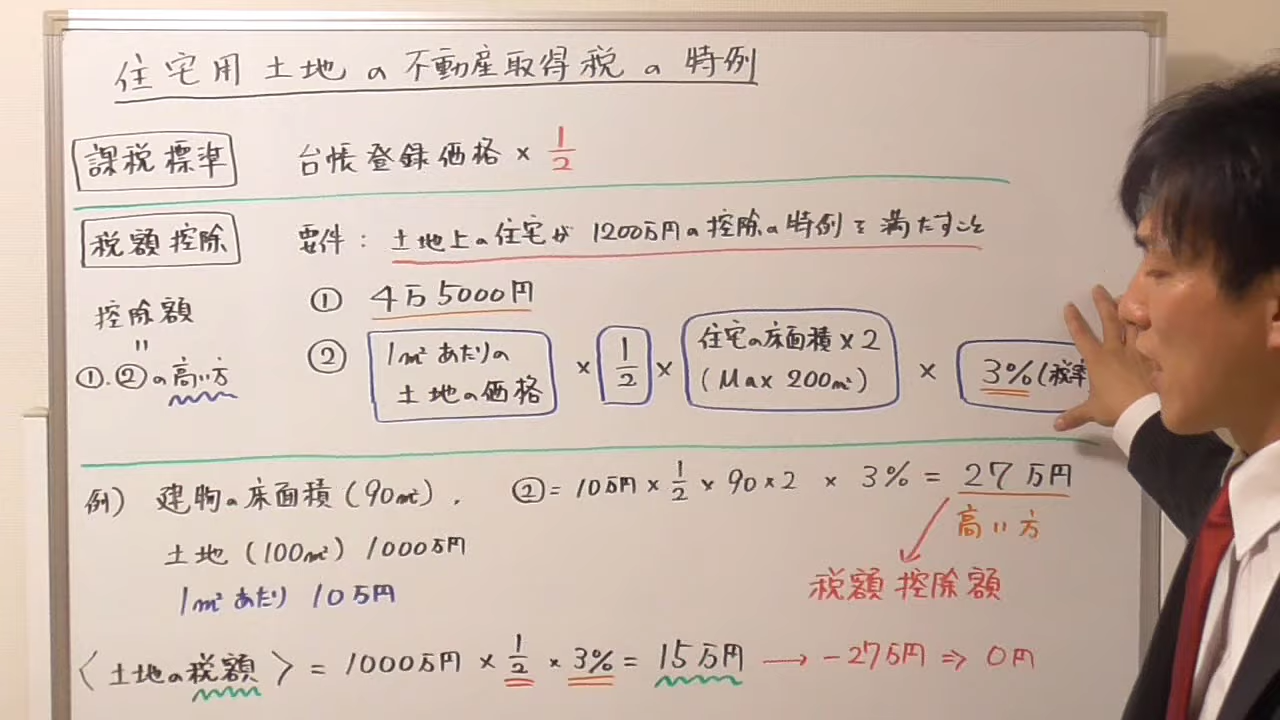 住宅用土地の不動産取得税の特例
課税標準 台帳登録価格 × 1/2
税額控除 要件：土地上の住宅が1200万円の控除の特例を満たすこと
控除額
=
①.②の高い方
① 4万5000円
② 1m²あたりの土地の価格 × 1/2 × 住宅の床面積×2 (Max 200m²) × 3%(税率
例) 建物の床面積(90m²). ②=10万円×1/2×90×2×3%=27万円
高い方
土地(100m²) 1000万円
税額控除額
1m²あたり 10万円
〈土地の税額〉=1000万円×1/2×3%=15万円→-27万円⇒0円